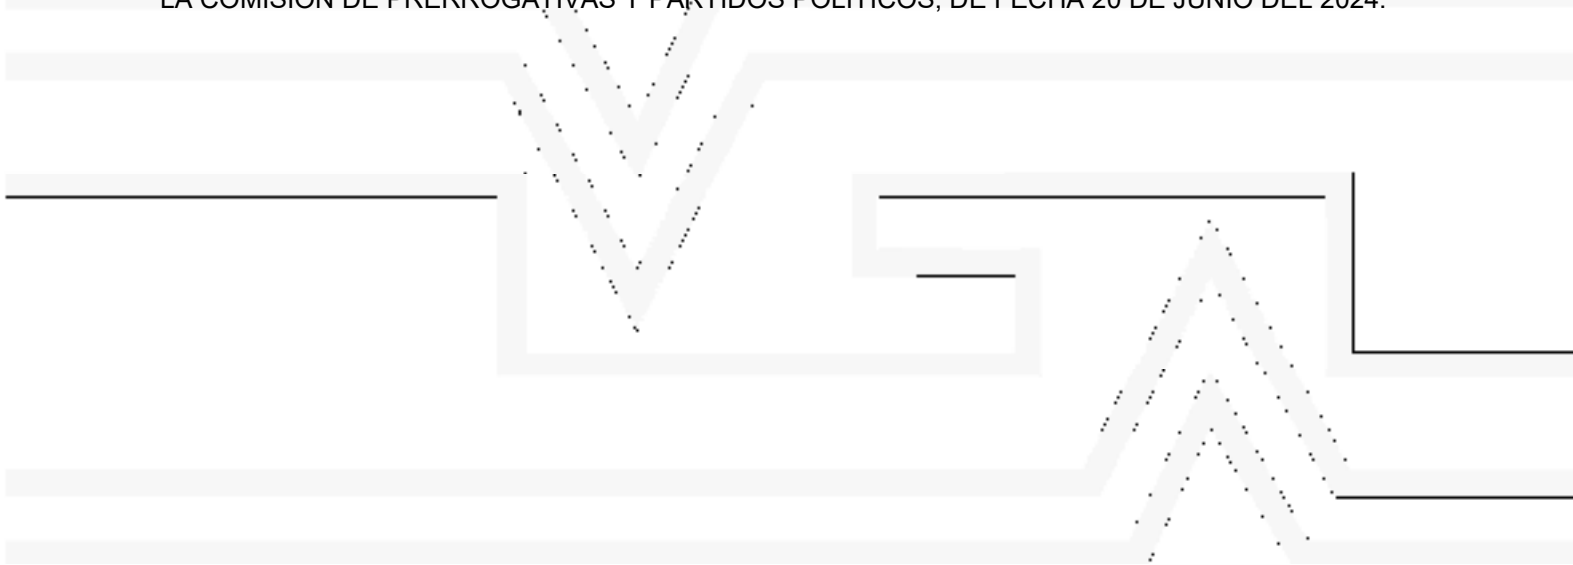 LA COMISIÓN DE PRERROGATIVAS Y PARTIDOS POLÍTICOS, DE FECHA 20 DE JUNIO DEL 2024.